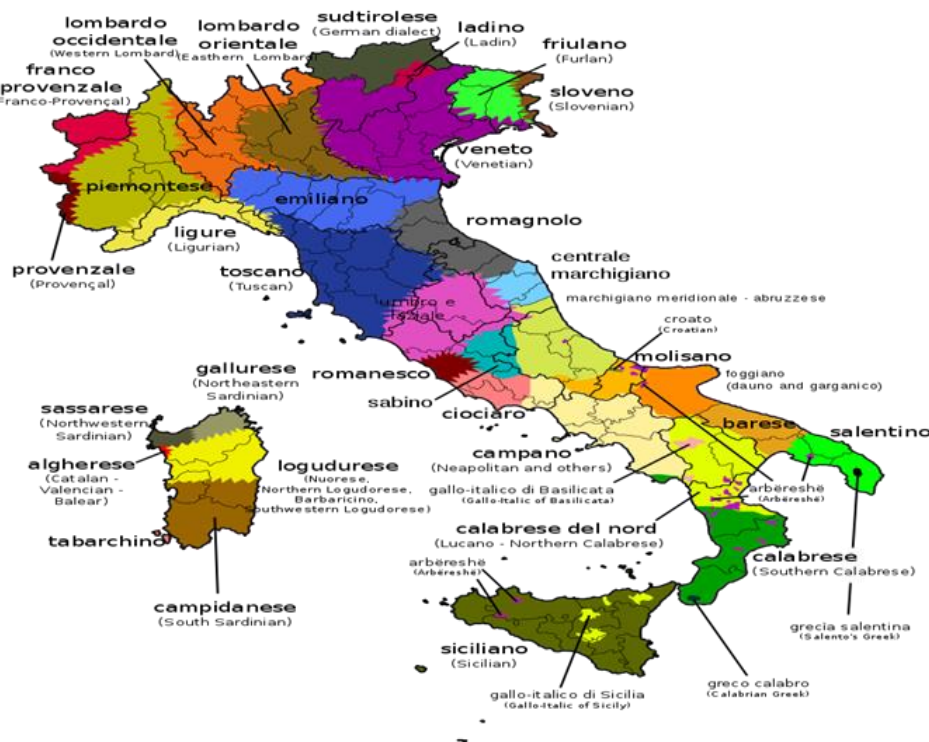 lombardo
occidentale
(Western Lombard)
lombardo
orientale
(Eastern Lombard)
sudtirolese
(German dialect)
ladino
(Ladin)
friulano
(Furlan)
sloveno
(Slovenian)
franco
provenzale
Franco-Provençal)
veneto
(Venetian)
piemontese
emiliano
romagnolo
ligure
(Ligurian)
provenzale
(Provençal)
toscano
(Tuscan)
centrale
marchigiano
marchigiano meridionale - abruzzese
umbro e
laziale
croato
(Croatian)
molisano
foggiano
(dauno and garganico)
romanesco
sabino
ciociaro
barese
salentino
gallurese
(Northeastern
Sardinian)
sassarese
(Northwestern
Sardinian)
algherese
(Catalan -
Valencian -
Balear)
logudurese
(Nuorese,
Northern Logudorese,
Barbaricino,
Southwestern Logudorese)
tabarchino
campidanese
(South Sardinian)
campano
(Neapolitan and others)
gallo-italico di Basilicata
(Gallo-Italic of Basilicata)
arbëreshë
(Arbëreshë)
calabrese del nord
(Lucano - Northern Calabrese)
calabrese
(Southern Calabrese)
arbëreshë
(Arbëreshë)
grecia salentina
(Salento's Greek)
siciliano
(Sicilian)
greco calabro
(Calabrian Greek)
gallo-italico di Sicilia
(Gallo-Italic of Sicily)